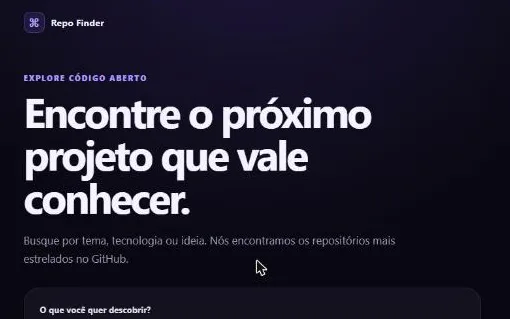 ⌘ Repo Finder
EXPLORE CÓDIGO ABERTO
Encontre o próximo
projeto que vale
conhecer.
Busque por tema, tecnologia ou ideia. Nós encontramos os repositórios mais
estrelados no GitHub.
O que você quer descobrir?